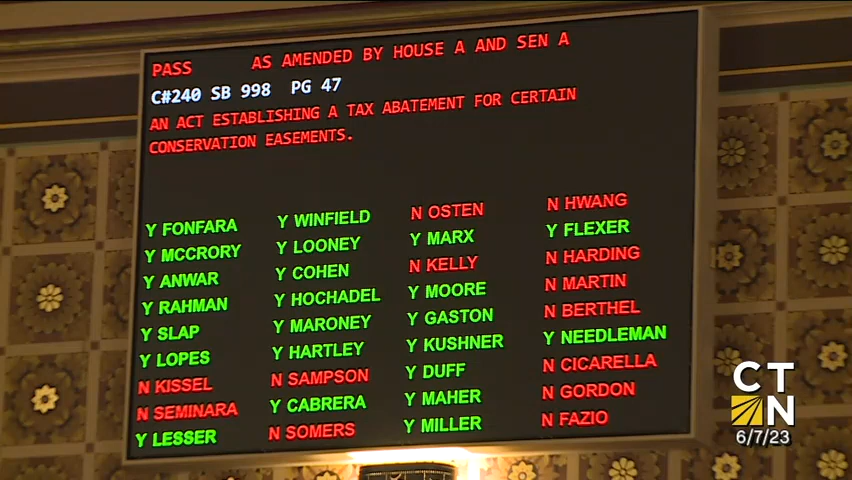 PASS AS AMENDED BY HOUSE A AND SEN A
C#240 SB 998 PG 47
AN ACT ESTABLISHING A TAX ABATEMENT FOR CERTAIN
CONSERVATION EASEMENTS.
Y FONFARA Y WINFIELD N OSTEN N HWANG
Y MCCRORY Y LOONEY Y MARX Y FLEXER
Y ANWAR Y COHEN N KELLY N HARDING
Y RAHMAN Y HOCHADEL Y MOORE N MARTIN
Y SLAP Y MARONEY Y GASTON N BERTHEL
Y LOPES Y HARTLEY Y KUSHNER Y NEEDLEMAN
N KISSEL N SAMPSON Y DUFF N CICARELLA
N SEMINARA Y CABRERA Y MAHER N GORDON
Y LESSER N SOMERS Y MILLER N FAZIO
CT
N
6/7/23